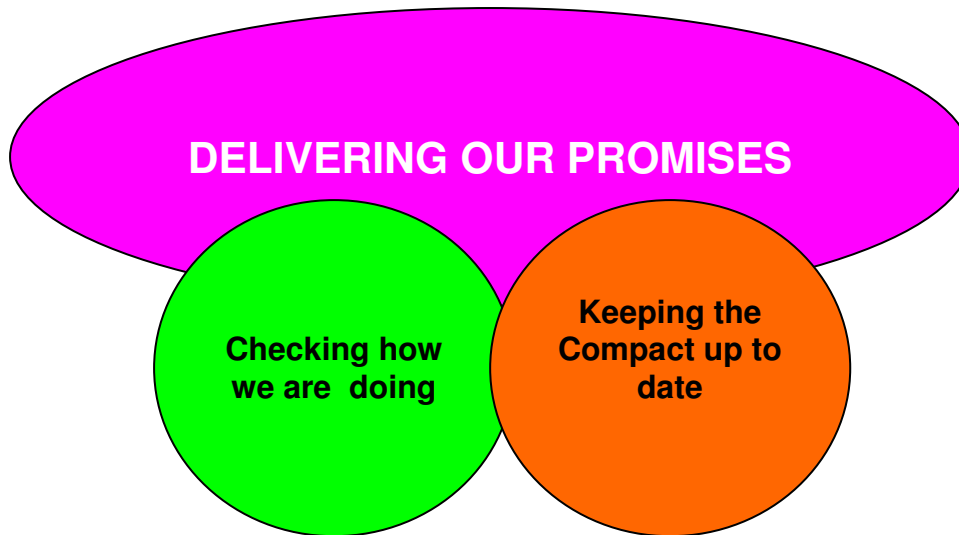 DELIVERING OUR PROMISES
Checking how
we are  doing
Keeping the
Compact up to
date